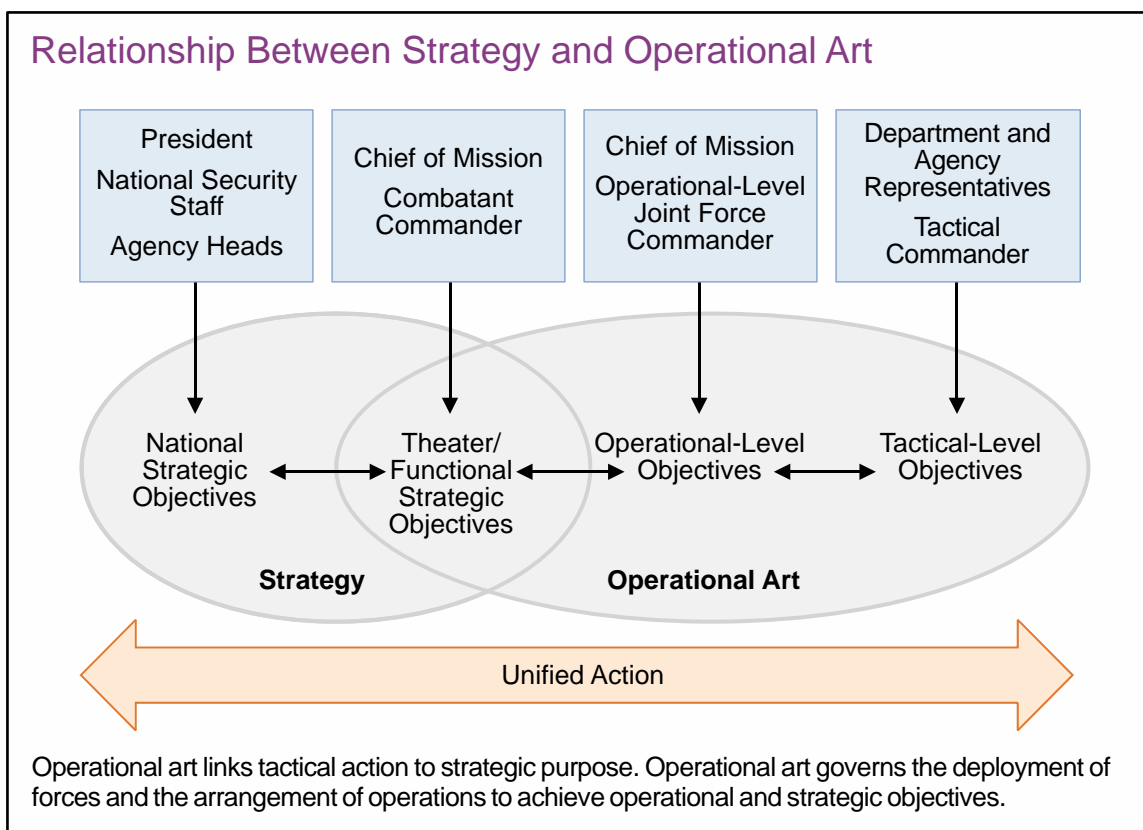 Relationship Between Strategy and Operational Art
President
National Security
Staff
Agency Heads
Chief of Mission
Combatant
Commander
Chief of Mission
Operational-Level
Joint Force
Commander
Department and
Agency
Representatives
Tactical
Commander
National
Strategic
Objectives
Theater/
Functional
Strategic
Objectives
Operational-Level
Objectives
Tactical-Level
Objectives
Strategy
Operational Art
Unified Action
Operational art links tactical action to strategic purpose. Operational art governs the deployment of
forces and the arrangement of operations to achieve operational and strategic objectives.